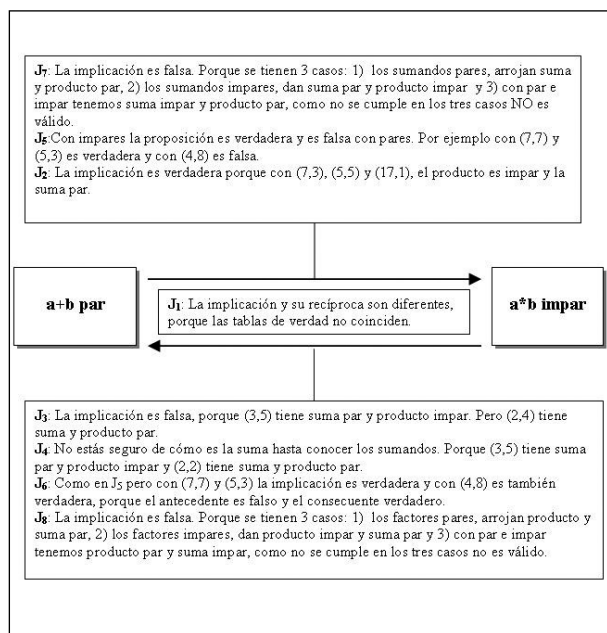 J7: La implicación es falsa. Porque se tienen 3 casos: 1) los sumandos pares, arrojan suma
y producto par, 2) los sumandos impares, dan suma par y producto impar y 3) con par e
impar tenemos suma impar y producto par, como no se cumple en los tres casos NO es
válido.
J5:Con impares la proposición es verdadera y es falsa con pares. Por ejemplo con (7,7) y
(5,3) es verdadera y con (4,8) es falsa.
J2: La implicación es verdadera porque con (7,3), (5,5) y (17,1), el producto es impar y la
suma par.
a+b par
J1: La implicación y su recíproca son diferentes,
porque las tablas de verdad no coinciden.
a*b impar
J3: La implicación es falsa, porque (3,5) tiene suma par y producto impar. Pero (2,4) tiene
suma y producto par.
J4: No estás seguro de cómo es la suma hasta conocer los sumandos. Porque (3,5) tiene suma
par y producto impar y (2,2) tiene suma y producto par.
J6: Como en J5 pero con (7,7) y (5,3) la implicación es verdadera y con (4,8) es también
verdadera, porque el antecedente es falso y el consecuente verdadero.
J8: La implicación es falsa. Porque se tienen 3 casos: 1) los factores pares, arrojan producto y
suma par, 2) los factores impares, dan producto impar y suma par y 3) con par e impar
tenemos producto par y suma impar, como no se cumple en los tres casos no es válido.